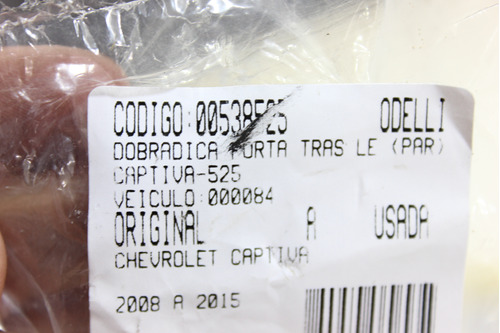 CODIGO:00538525 ODELLI
DOBRADICA PORTA TRAS LE (PAR)
CAPTIVA-525
VEICULO:000084
ORIGINAL A USADA
CHEVROLET CAPTIVA
2008 A 2015